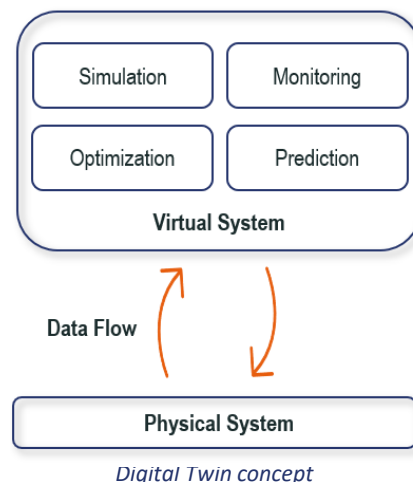 Simulation
Monitoring
Optimization
Prediction
Virtual System
Data Flow
Physical System
Digital Twin concept